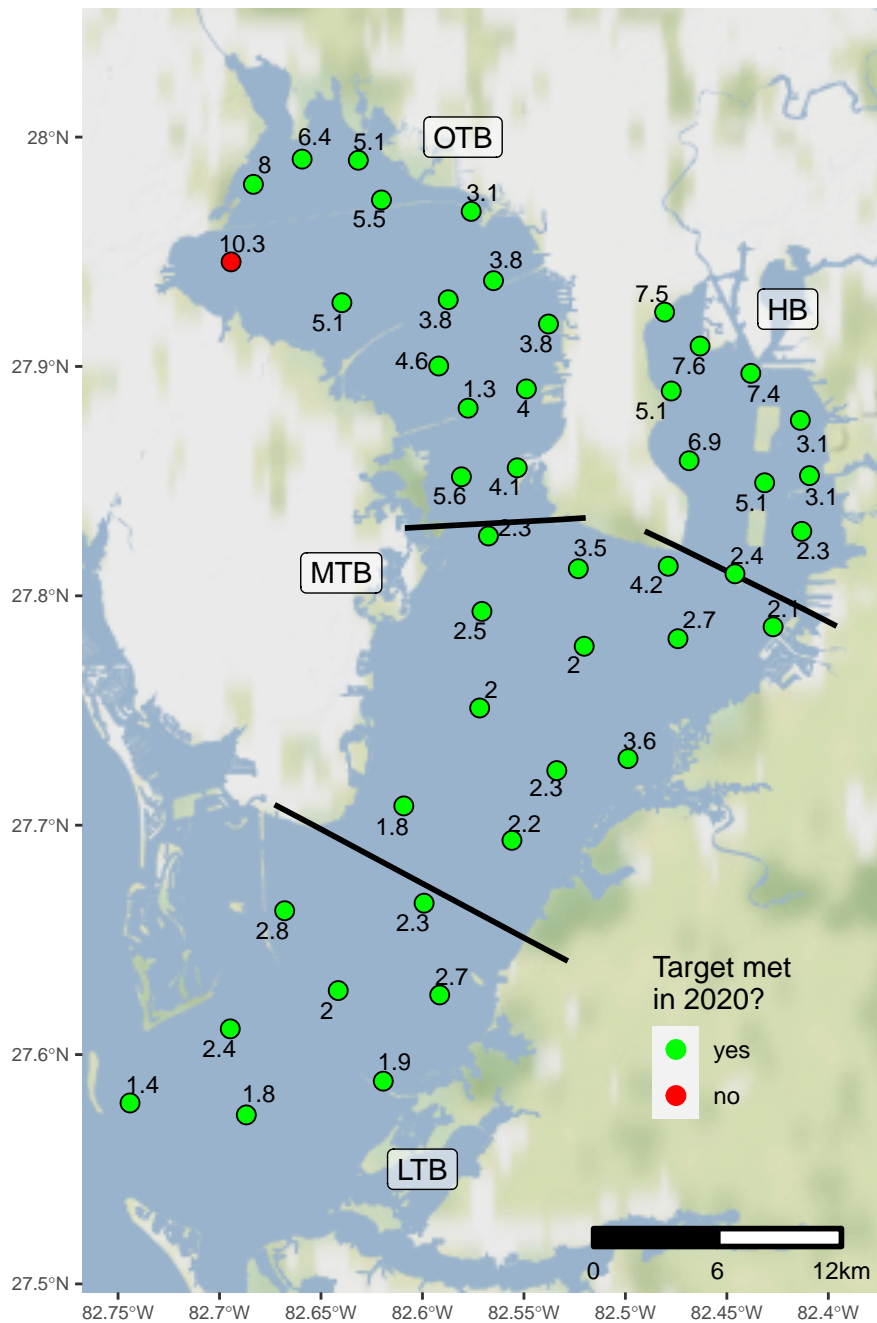 28°N
27.9°N
27.8°N
27.7°N
27.6°N
27.5°N
OTB
6.4
5.1
8
5.5
3.1
10.3
3.8
5.1
3.8
3.8
4.6
1.3
4
5.6
4.1
HB
7.5
7.6
7.4
5.1
3.1
6.9
5.1
3.1
2.3
MTB
2.3
3.5
4.2
2.4
2.5
2
2.7
2.1
2
2.3
3.6
1.8
2.2
2.8
2.3
2
2.7
2.4
1.4
1.8
1.9
LTB
Target met
in 2020?
yes
no
0 6 12km
82.75°W 82.7°W 82.65°W 82.6°W 82.55°W 82.5°W 82.45°W 82.4°W